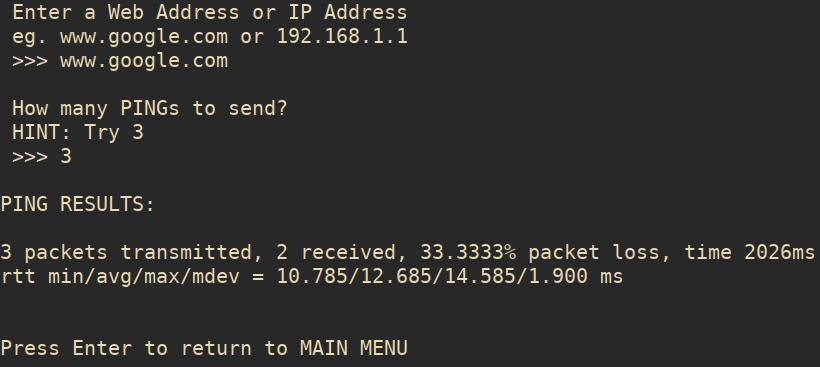 Enter a Web Address or IP Address
eg. www.google.com or 192.168.1.1
>>> www.google.com
How many PINGs to send?
HINT: Try 3
>>> 3
PING RESULTS:
3 packets transmitted, 2 received, 33.3333% packet loss, time 2026ms
rtt min/avg/max/mdev = 10.785/12.685/14.585/1.900 ms
Press Enter to return to MAIN MENU